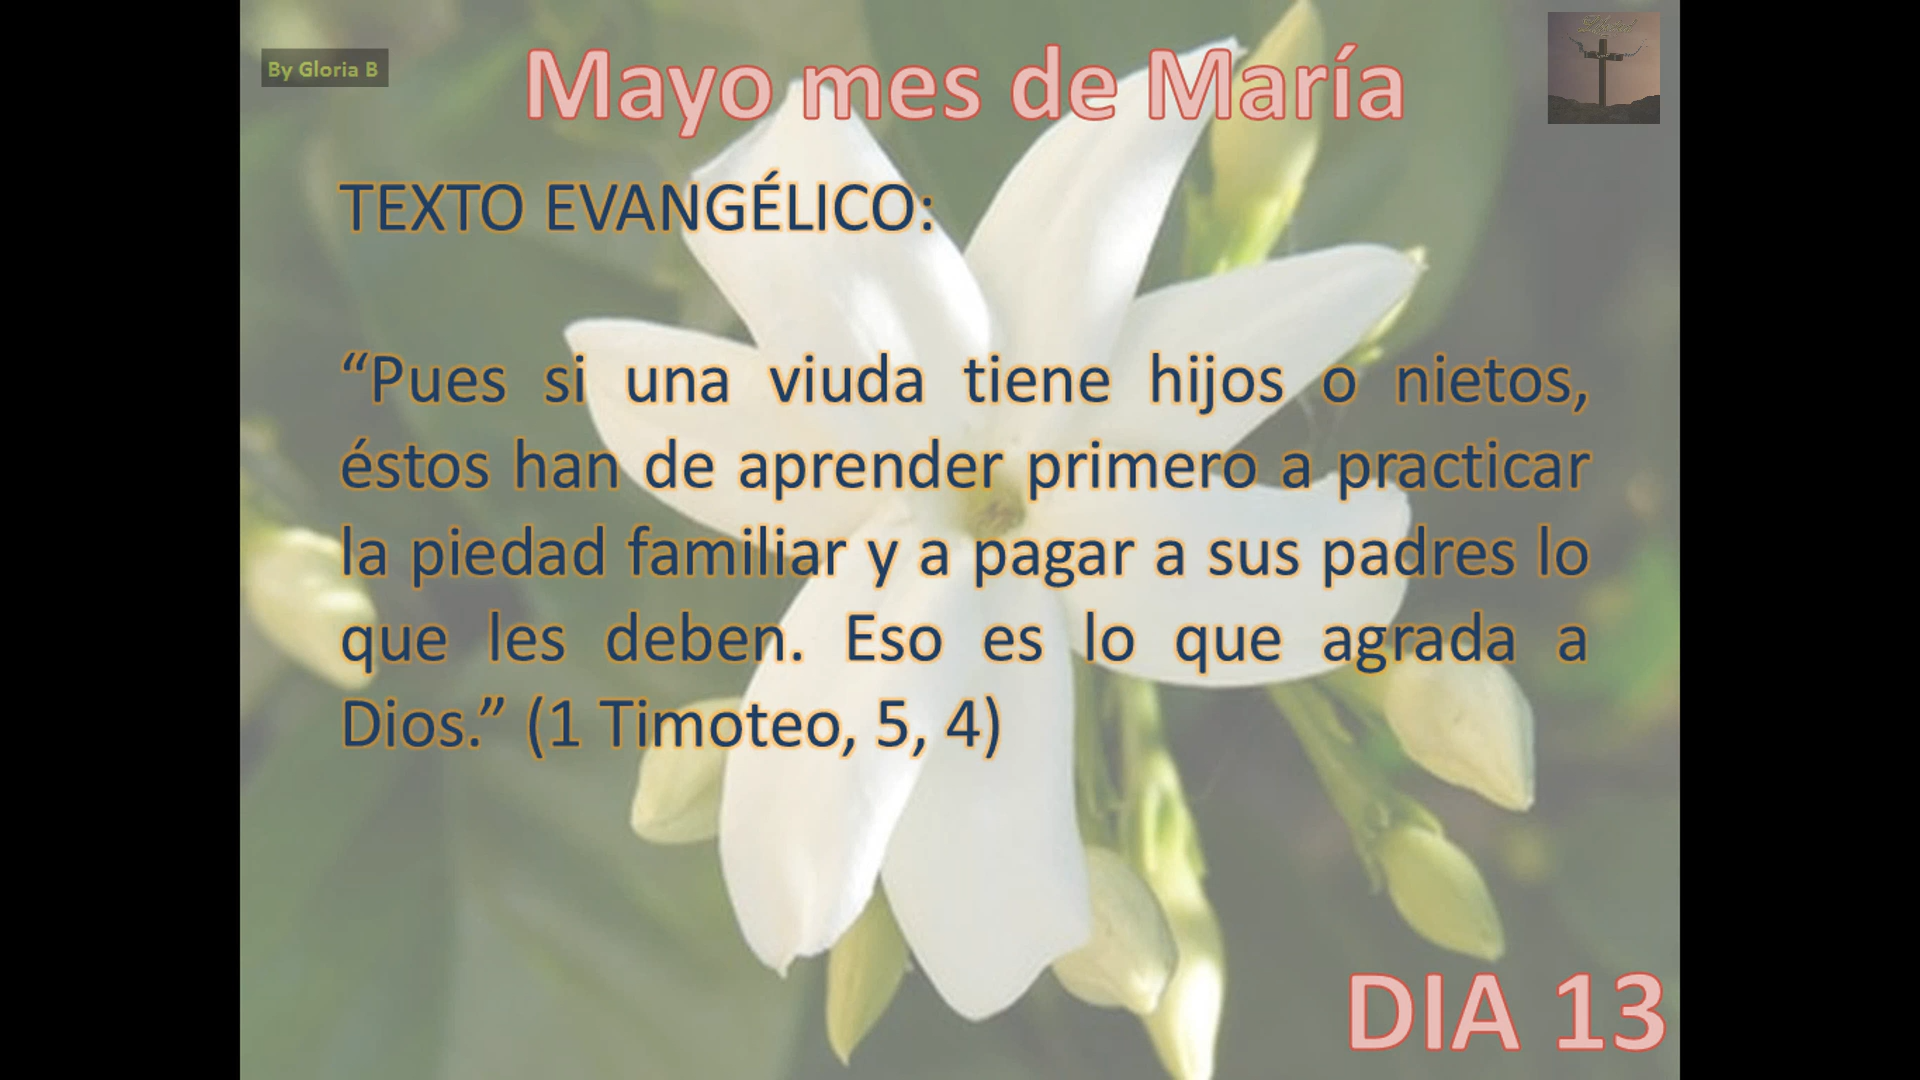 By Gloria B
Mayo mes de María
TEXTO EVANGÉLICO:
“Pues si una viuda tiene hijos o nietos,
éstos han de aprender primero a practicar
la piedad familiar y a pagar a sus padres lo
que les deben. Eso es lo que agrada a
Dios.” (1 Timoteo, 5, 4)
DIA 13